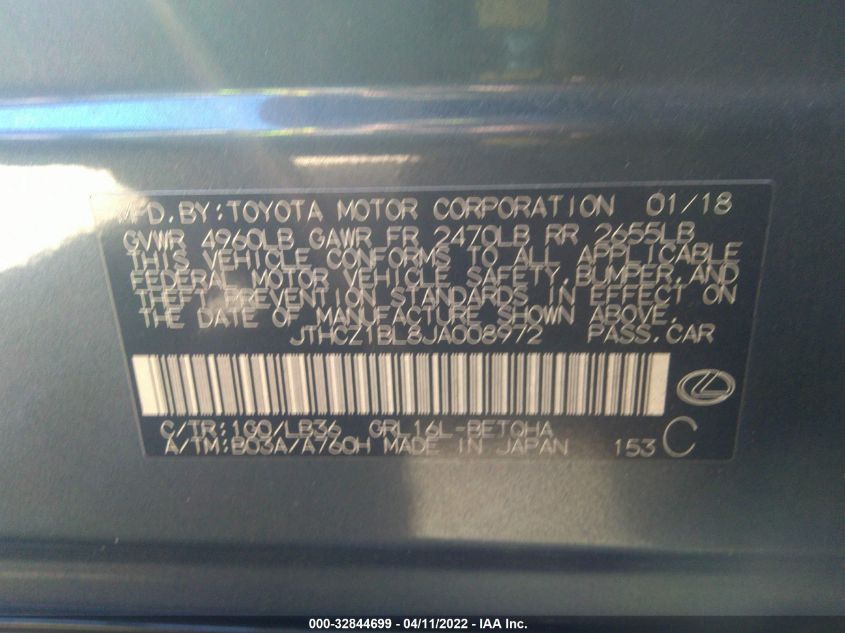 MFD.BY:TOYOTA MOTOR CORPORATION 01/18
GVWR 4960LB GAWR FR 2470LB RR 2655LB
THIS VEHICLE CONFORMS TO ALL APPLICABLE
FEDERAL MOTOR VEHICLE SAFETY,BUMPER,AND
THEFT PREVENTION STANDARDS IN EFFECT ON
THE DATE OF MANUFACTURE SHOWN ABOVE.
JTHCZ1BL8JA008972 PASS.CAR
C/TR:1G0/LB36 GRL16L-BETQHA
A/TM:B03A/A760H MADE IN JAPAN 153 C
000-32844699 - 04/11/2022 - IAA Inc.